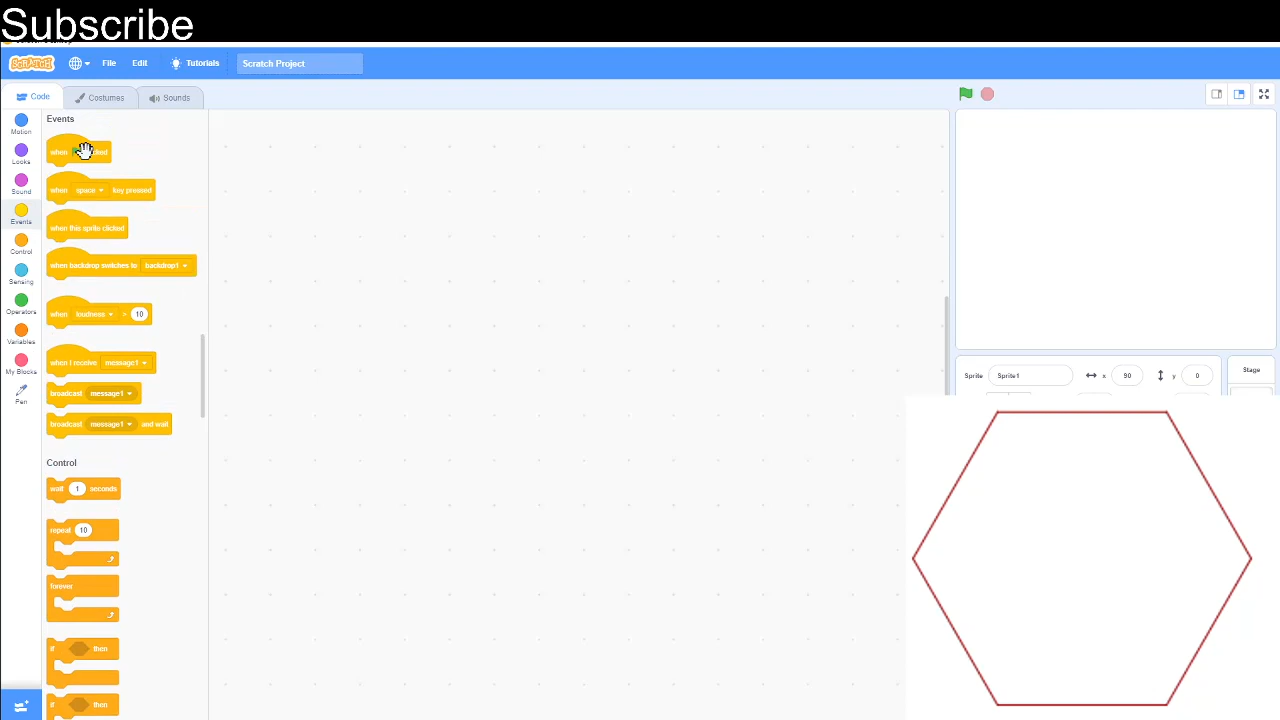 Subscribe
SCRATCH
File
Edit
Tutorials
Scratch Project
Code
Costumes
Sounds
Motion
Looks
Sound
Events
Control
Sensing
Operators
Variables
My Blocks
Pen
Events
when
when space key pressed
when this sprite clicked
when backdrop switches to backdrop1
when loudness > 10
when I receive message1
broadcast message1
broadcast message1 and wait
Control
wait 1 seconds
repeat 10
forever
if then
if then
Sprite Sprite1 x 90 y 0
Stage